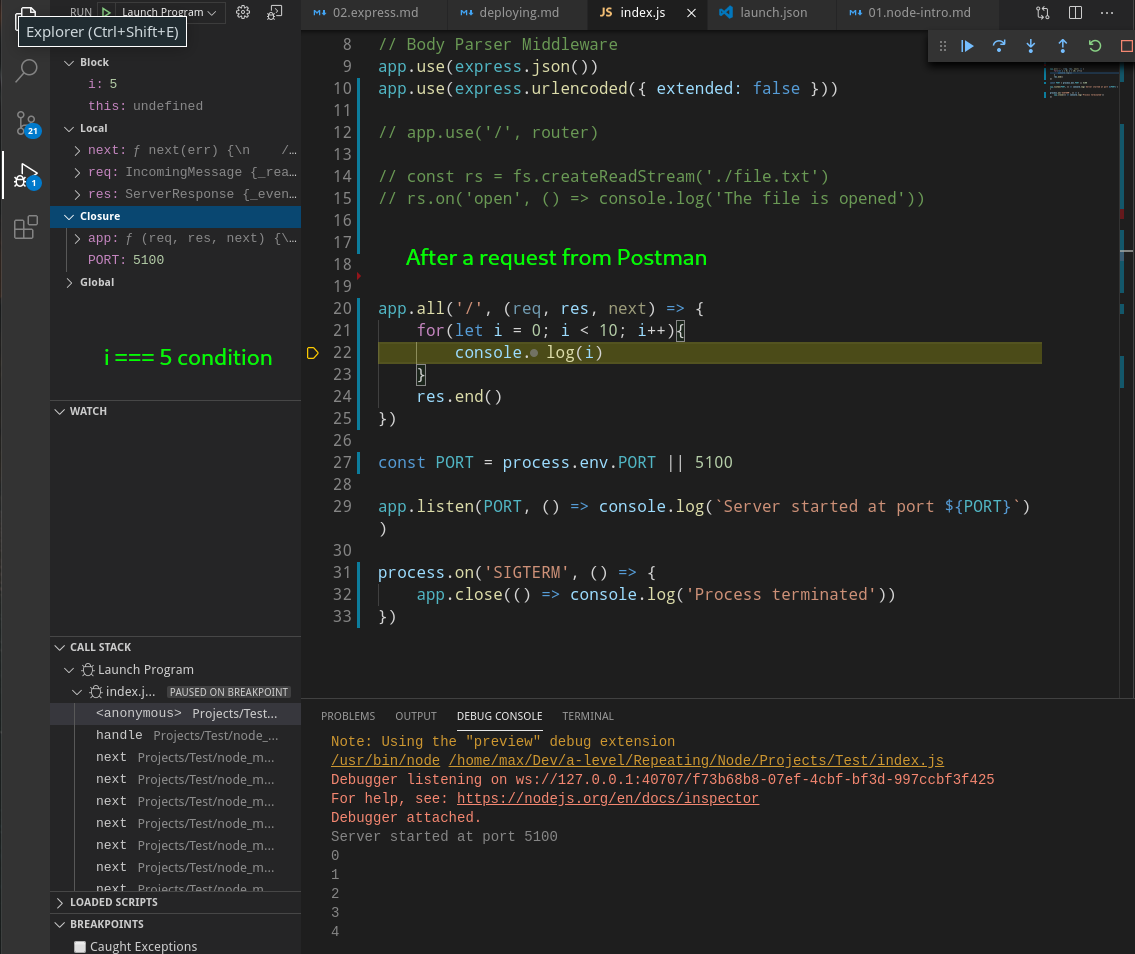 RUN Launch Program
02.express.md deploying.md JS index.js launch.json 01.node-intro.md
Explorer (Ctrl+Shift+E)
Block
i: 5
this: undefined
Local
next: ƒ next(err) {\n /…
req: IncomingMessage {_rea…
res: ServerResponse {_even…
Closure
app: ƒ (req, res, next) {\…
PORT: 5100
Global
i === 5 condition
21
1
WATCH
CALL STACK
Launch Program
index.j… PAUSED ON BREAKPOINT
<anonymous> Projects/Test...
handle Projects/Test/node_...
next Projects/Test/node_m...
next Projects/Test/node_m...
next Projects/Test/node_m...
next Projects/Test/node_m...
next Projects/Test/node_m...
next Projects/Test/node_m...
next Projects/Test/node_m
LOADED SCRIPTS
BREAKPOINTS
Caught Exceptions
8 // Body Parser Middleware
9 app.use(express.json())
10 app.use(express.urlencoded({ extended: false }))
11
12 // app.use('/', router)
13
14 // const rs = fs.createReadStream('./file.txt')
15 // rs.on('open', () => console.log('The file is opened'))
16
17
After a request from Postman
18
19
20 app.all('/', (req, res, next) => {
21 for(let i = 0; i < 10; i++){
22 console. log(i)
23 }
24 res.end()
25 })
26
27 const PORT = process.env.PORT || 5100
28
29 app.listen(PORT, () => console.log(`Server started at port ${PORT}`)
)
30
31 process.on('SIGTERM', () => {
32 app.close(() => console.log('Process terminated'))
33 })
PROBLEMS OUTPUT DEBUG CONSOLE TERMINAL
Note: Using the "preview" debug extension
/usr/bin/node /home/max/Dev/a-level/Repeating/Node/Projects/Test/index.js
Debugger listening on ws://127.0.0.1:40707/f73b68b8-07ef-4cbf-bf3d-997ccbf3f425
For help, see: https://nodejs.org/en/docs/inspector
Debugger attached.
Server started at port 5100
0
1
2
3
4